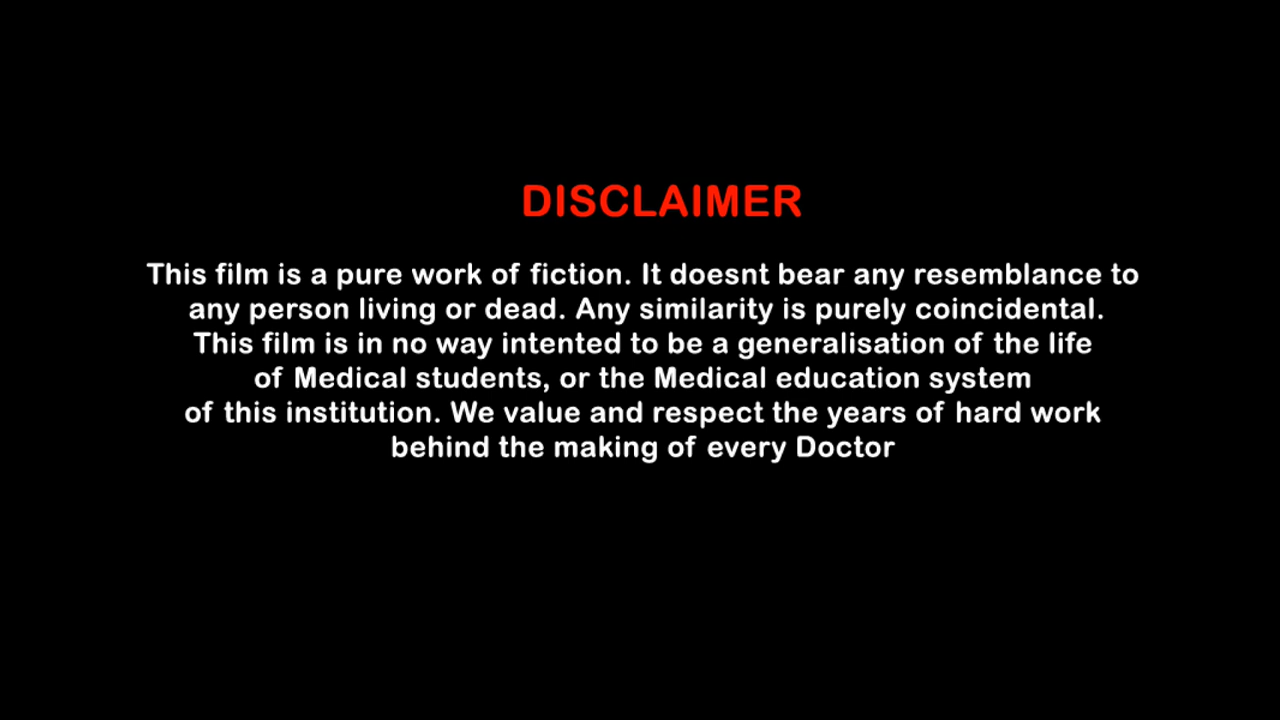 DISCLAIMER
This film is a pure work of fiction. It doesnt bear any resemblance to
any person living or dead. Any similarity is purely coincidental.
This film is in no way intented to be a generalisation of the life
of Medical students, or the Medical education system
of this institution. We value and respect the years of hard work
behind the making of every Doctor